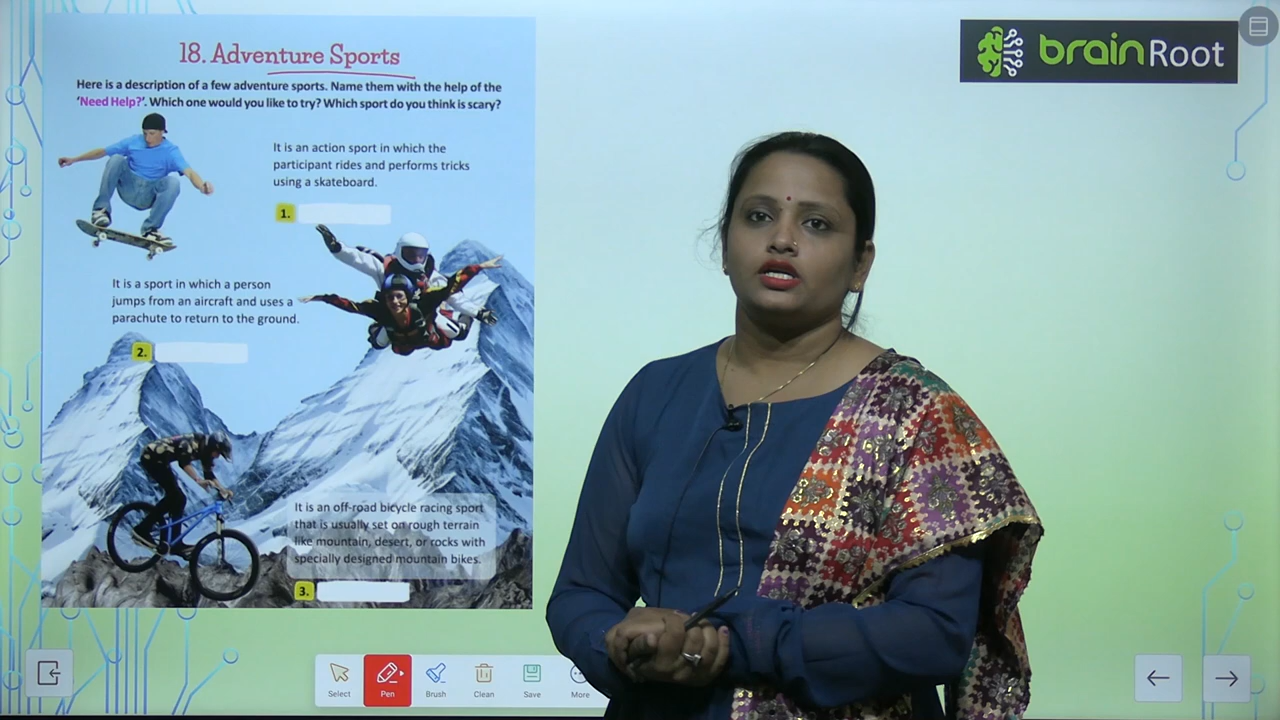 18. Adventure Sports
Here is a description of a few adventure sports. Name them with the help of the
'Need Help?'. Which one would you like to try? Which sport do you think is scary?
It is an action sport in which the
participant rides and performs tricks
using a skateboard.
1.
It is a sport in which a person
jumps from an aircraft and uses a
parachute to return to the ground.
2.
It is an off-road bicycle racing sport
that is usually set on rough terrain
like mountain, desert, or rocks with
specially designed mountain bikes.
3.
brainRoot
Select
Pen
Brush
Clean
Save
More